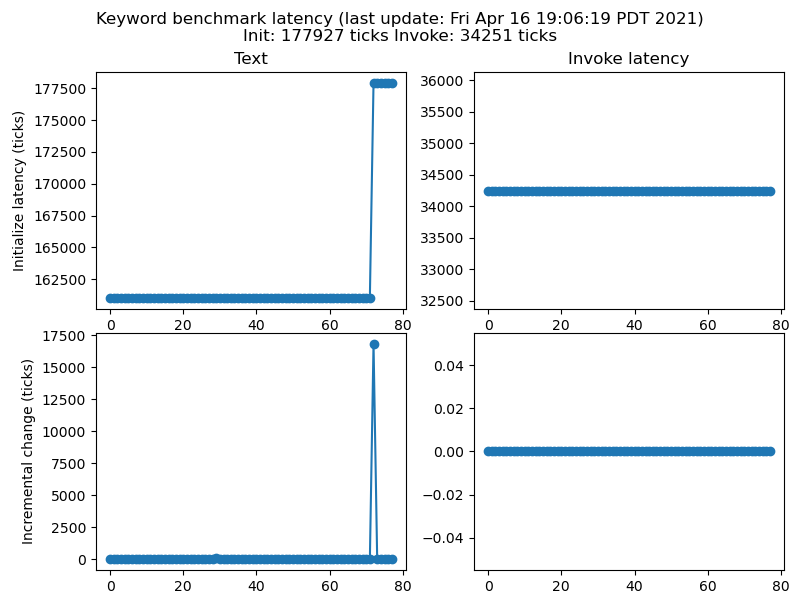 Keyword benchmark latency (last update: Fri Apr 16 19:06:19 PDT 2021)
Init: 177927 ticks Invoke: 34251 ticks
Text
Initialize latency (ticks)
177500
175000
172500
170000
167500
165000
162500
0 20 40 60 80
Invoke latency
36000
35500
35000
34500
34000
33500
33000
32500
0 20 40 60 80
Incremental change (ticks)
17500
15000
12500
10000
7500
5000
2500
0
0 20 40 60 80
0.04
0.02
0.00
−0.02
−0.04
0 20 40 60 80